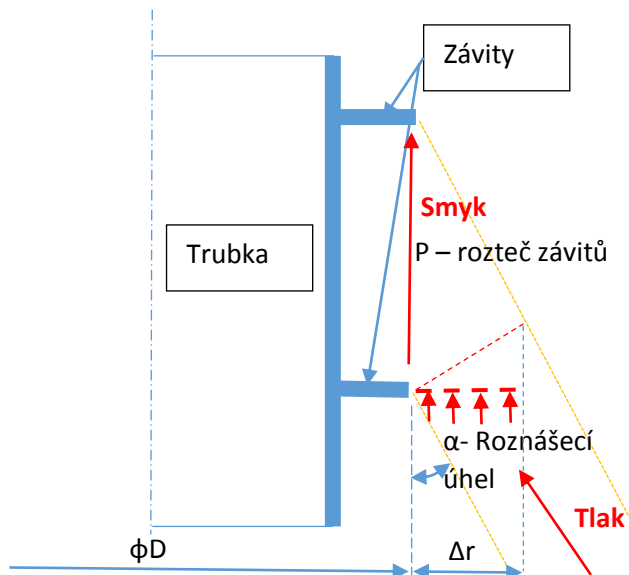 Závity
Smyk
P – rozteč závitů
Trubka
α- Roznášecí
úhel
Tlak
ϕD
Δr